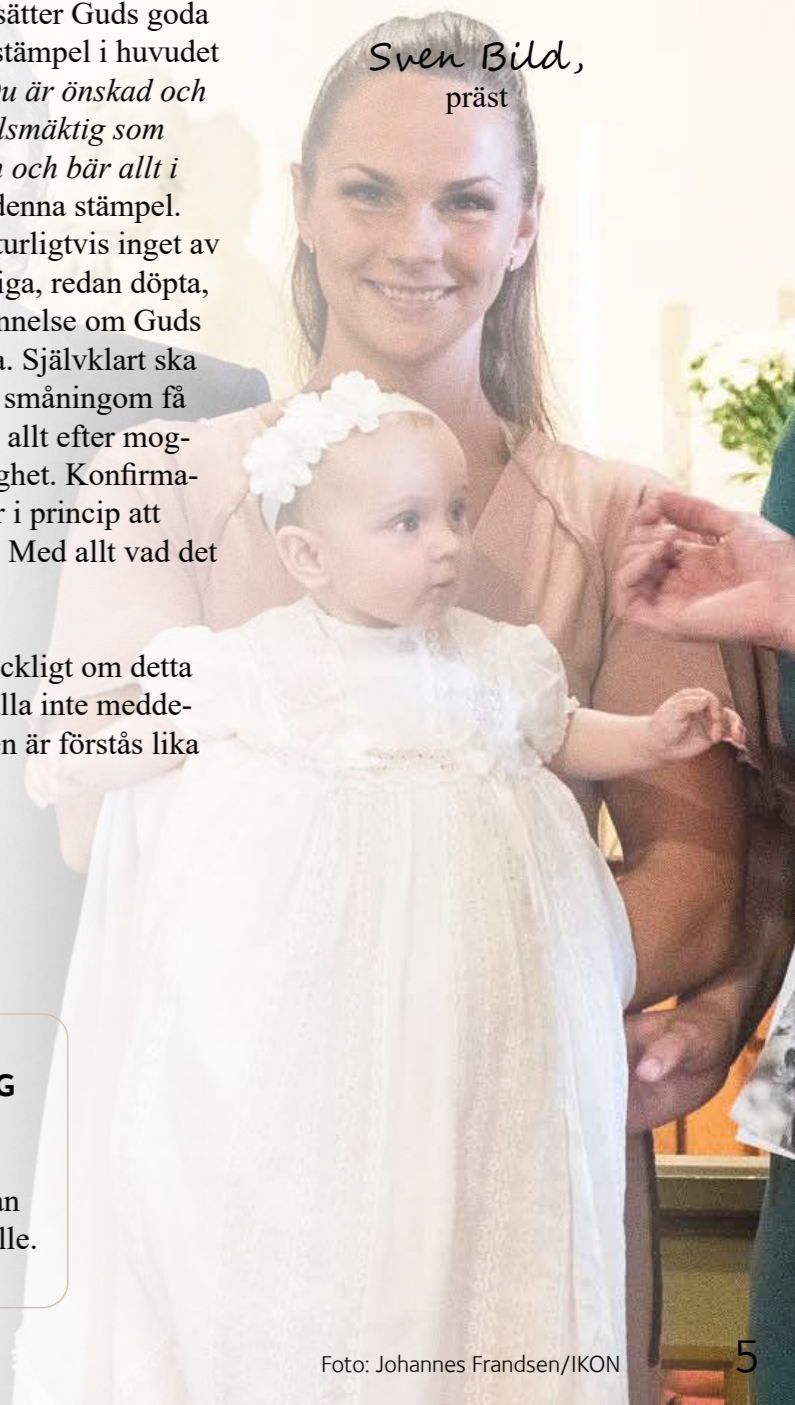 sätter Guds goda
stämpel i huvudet
u är önskad och
lsmäktig som
och bär allt i
denna stämpel.
turligtvis inget av
iga, redan döpta,
nnelse om Guds
a. Självklart ska
småningom få
allt efter mog-
ghet. Konfirma-
r i princip att
Med allt vad det
ckligt om detta
lla inte medde-
n är förstås lika
Sven Bild,
präst
G
an
lle.
Foto: Johannes Frandsen/IKON
5